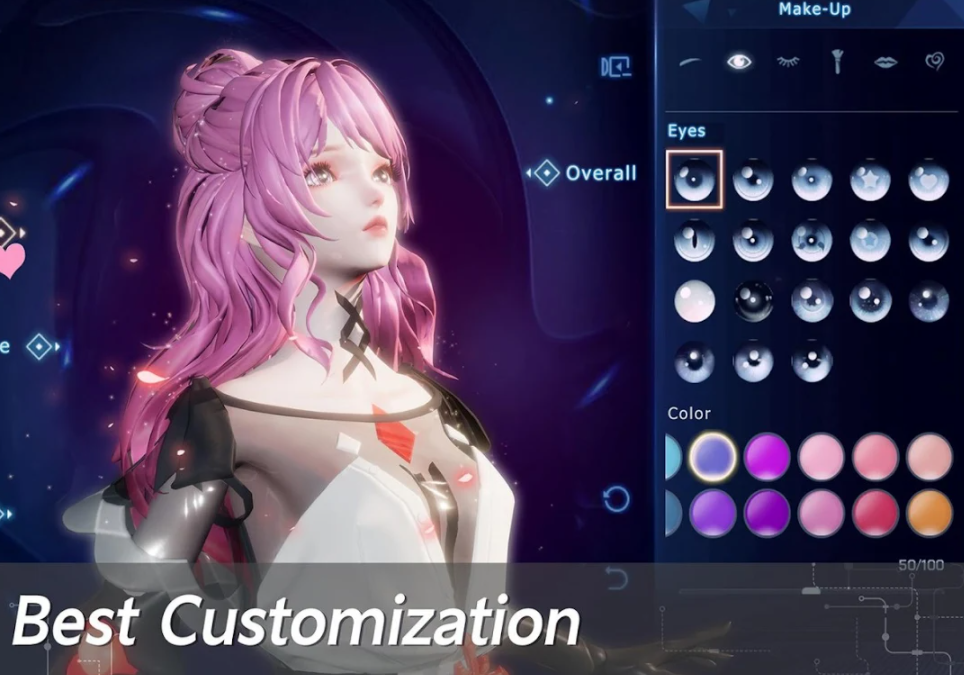 Make-Up
Eyes
Overall
e
Color
50/100
Best Customization